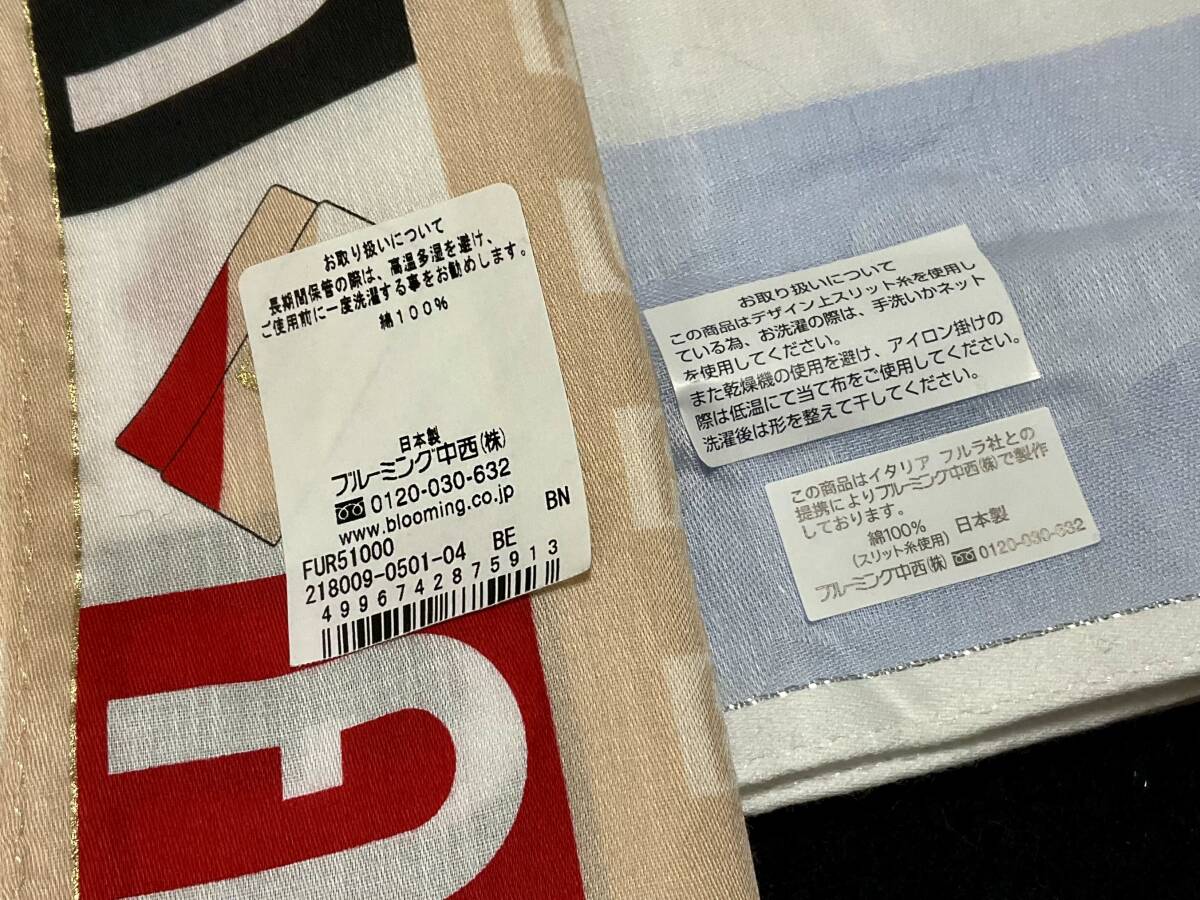 お取り扱いについて
長期間保管の際は、高温多湿を避け、
ご使用前に一度洗濯する事をお勧めします。
綿100%
日本製
ブルーミング中西(株)
0120-030-632
www.blooming.co.jp
FUR51000 BE BN
218009-0501-04
4996742875913
お取り扱いについて
この商品はデザイン上スリット糸を使用し
ている為、お洗濯の際は、手洗いかネット
を使用してください。
また乾燥機の使用を避け、アイロン掛けの
際は低温にて当て布をご使用してください。
洗濯後は形を整えて干してください。
この商品はイタリア フルラ社との
提携によりブルーミング中西(株)で製作
しております。
綿100% 日本製
(スリット糸使用)
ブルーミング中西(株) 0120-030-632